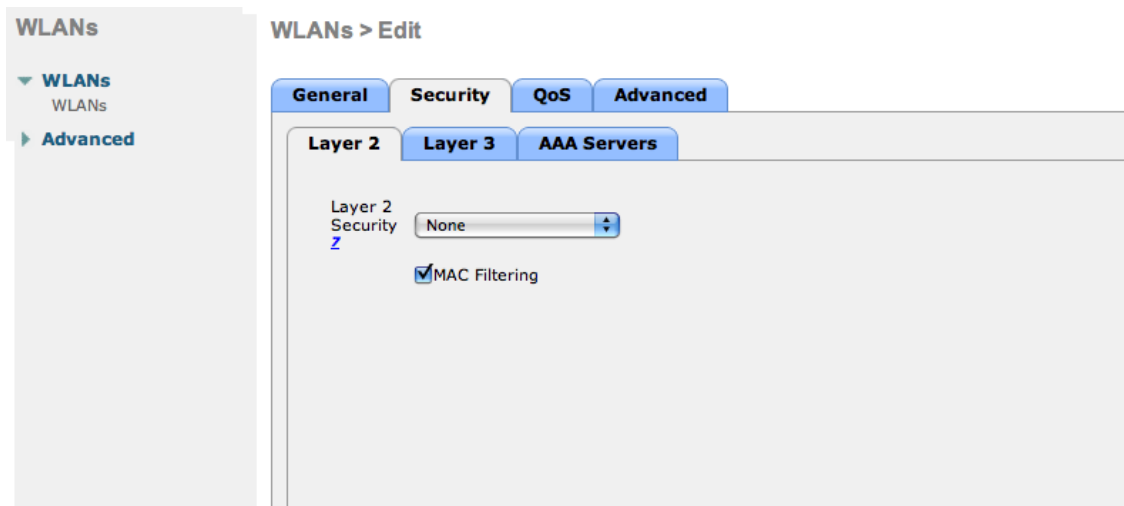 WLANs
WLANs
WLANs
Advanced
WLANs > Edit
General Security QoS Advanced
Layer 2 Layer 3 AAA Servers
Layer 2
Security None
7
MAC Filtering